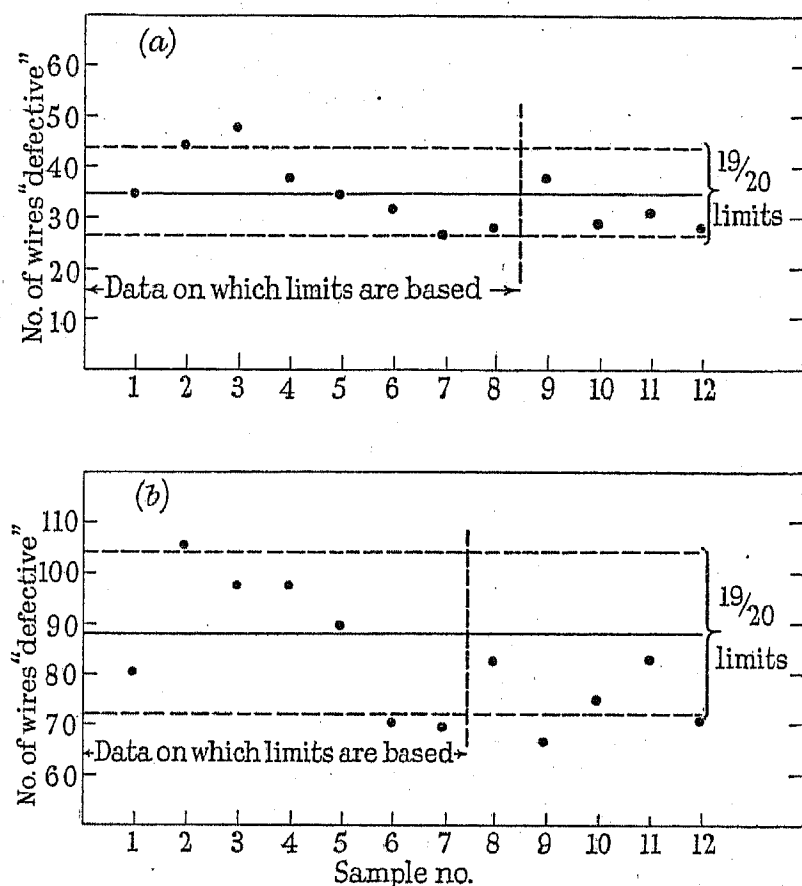 (a)
No. of wires "defective"
60
50
40
30
20
10
19/20
limits
Data on which limits are based
1 2 3 4 5 6 7 8 9 10 11 12
(b)
No. of wires "defective"
110
100
90
80
70
60
19/20
limits
Data on which limits are based
1 2 3 4 5 6 7 8 9 10 11 12
Sample no.